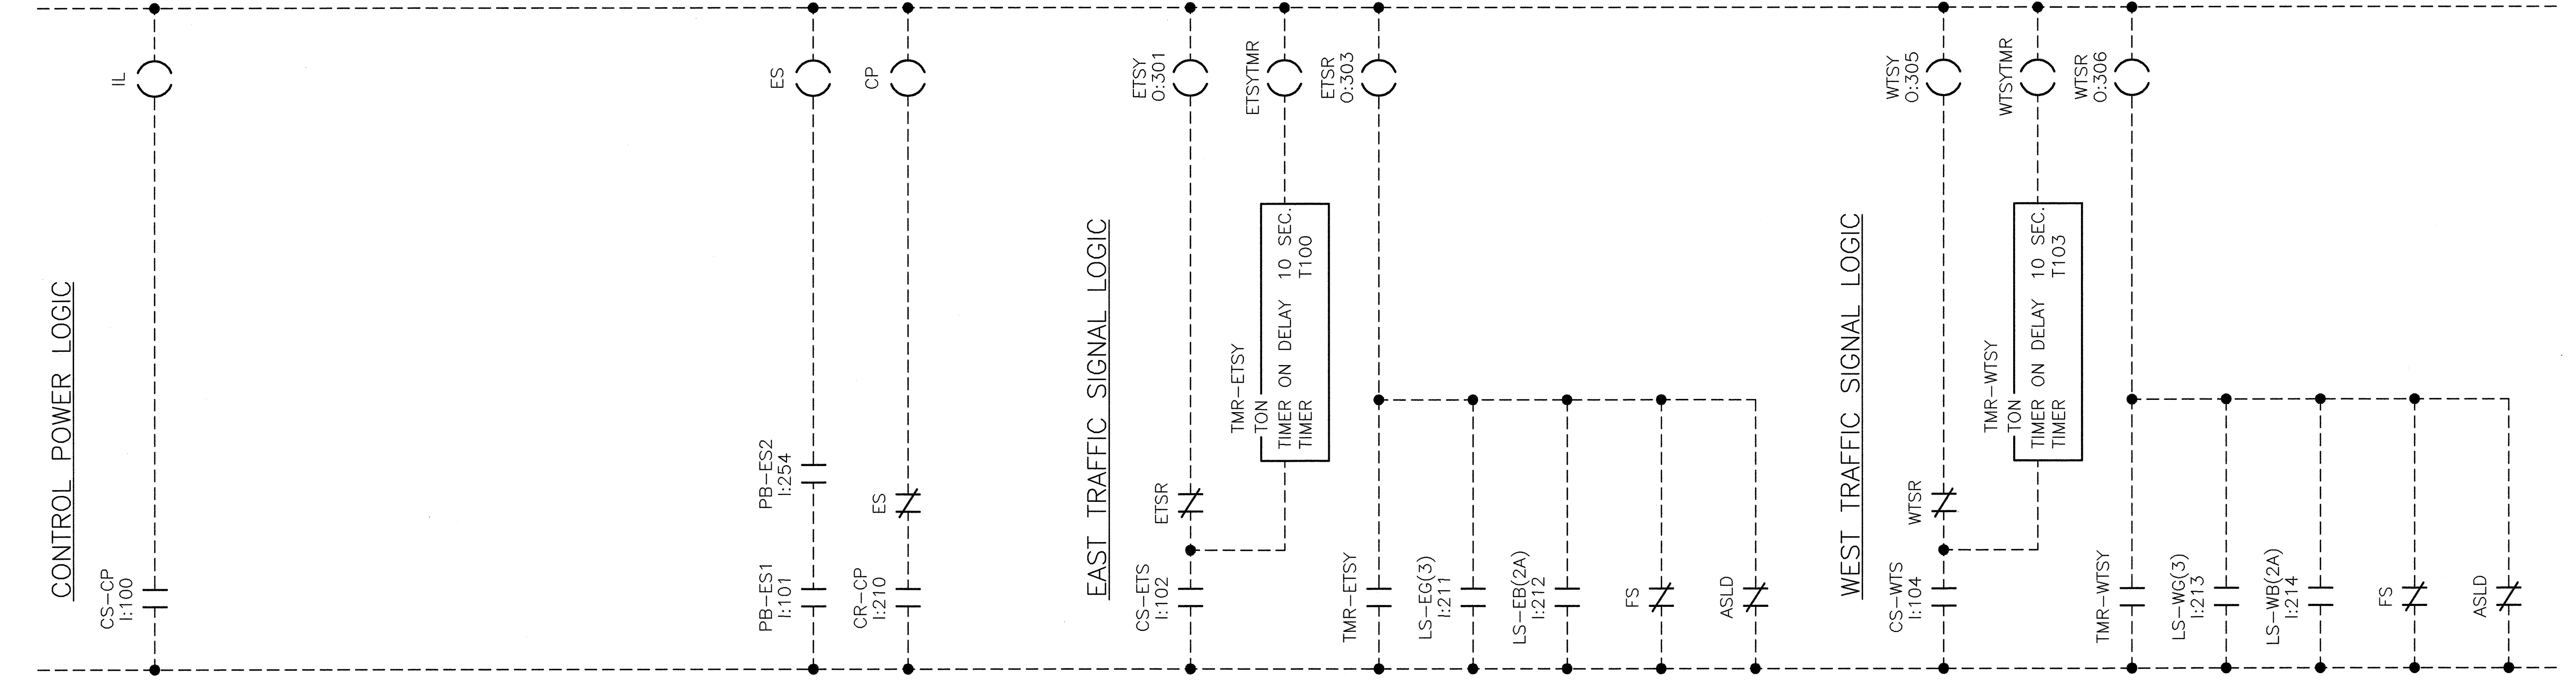 CONTROL POWER LOGIC
CS-CP
I:100
IL
PB-ES1
I:101
PB-ES2
I:254
ES
CR-CP
I:210
ES
CP
EAST TRAFFIC SIGNAL LOGIC
CS-ETS
I:102
ETSR
ETSY
O:301
TMR-ETSY
TON
TIMER ON DELAY 10 SEC.
TIMER T100
ETSYTMR
TMR-ETSY
ETSR
O:303
LS-EG(3)
I:211
LS-EB(2A)
I:212
FS
ASLD
WEST TRAFFIC SIGNAL LOGIC
CS-WTS
I:104
WTSR
WTSY
O:305
TMR-WTSY
TON
TIMER ON DELAY 10 SEC.
TIMER T103
WTSYTMR
TMR-WTSY
WTSR
O:306
LS-WG(3)
I:213
LS-WB(2A)
I:214
FS
ASLD